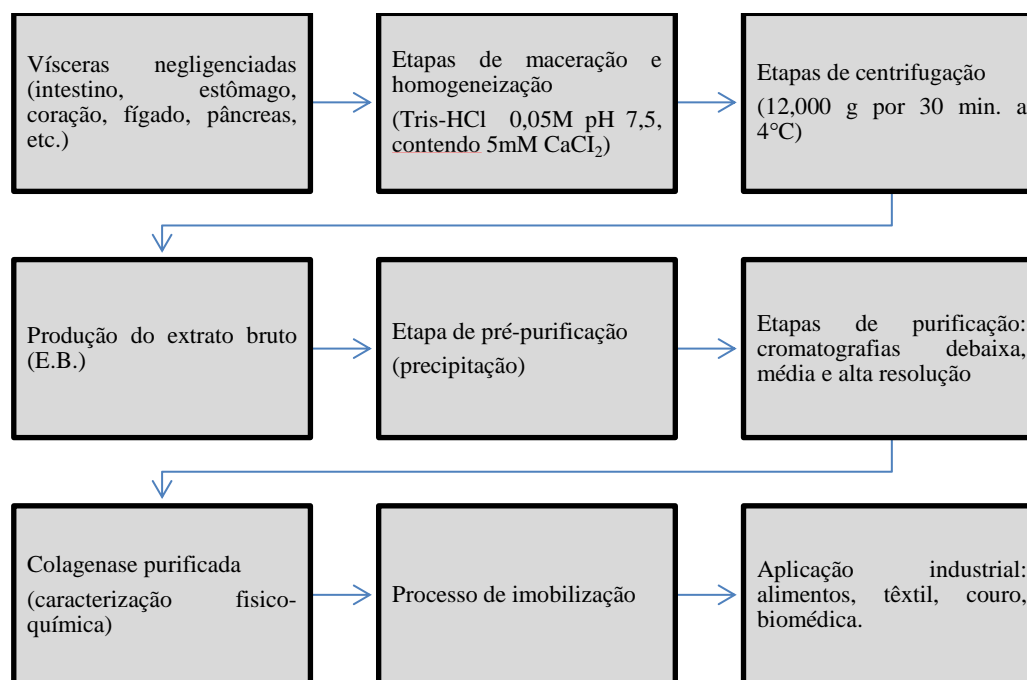 Vísceras negligenciadas
(intestino, estômago,
coração, fígado, pâncreas,
etc.)
Etapas de maceração e
homogeneização
(Tris-HCl 0,05M pH 7,5,
contendo 5mM CaCI₂)
Etapas de centrifugação
(12,000 g por 30 min. a
4°C)
Produção do extrato bruto
(E.B.)
Etapa de pré-purificação
(precipitação)
Etapas de purificação:
cromatografias debaixa,
média e alta resolução
Colagenase purificada
(caracterização fisico-
química)
Processo de imobilização
Aplicação industrial:
alimentos, têxtil, couro,
biomédica.